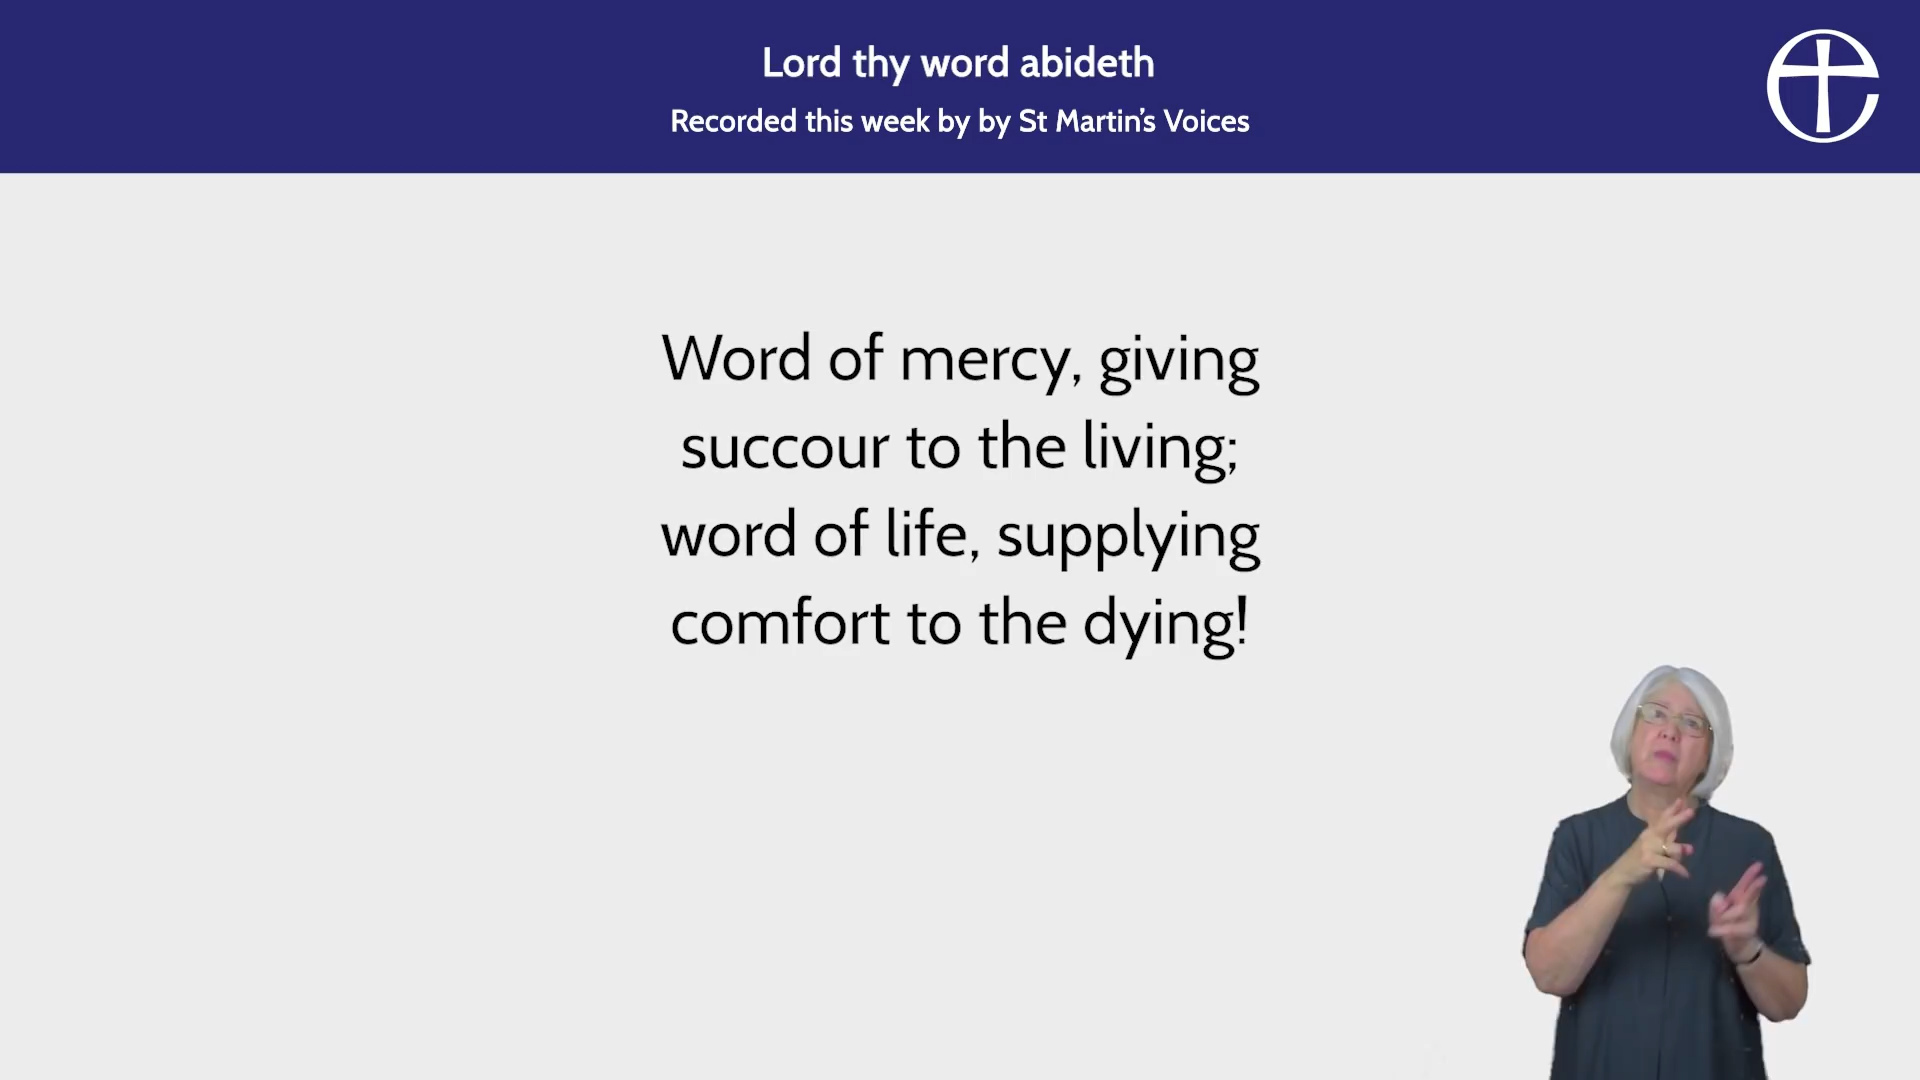 Lord thy word abideth
Recorded this week by by St Martin's Voices
Word of mercy, giving
succour to the living;
word of life, supplying
comfort to the dying!